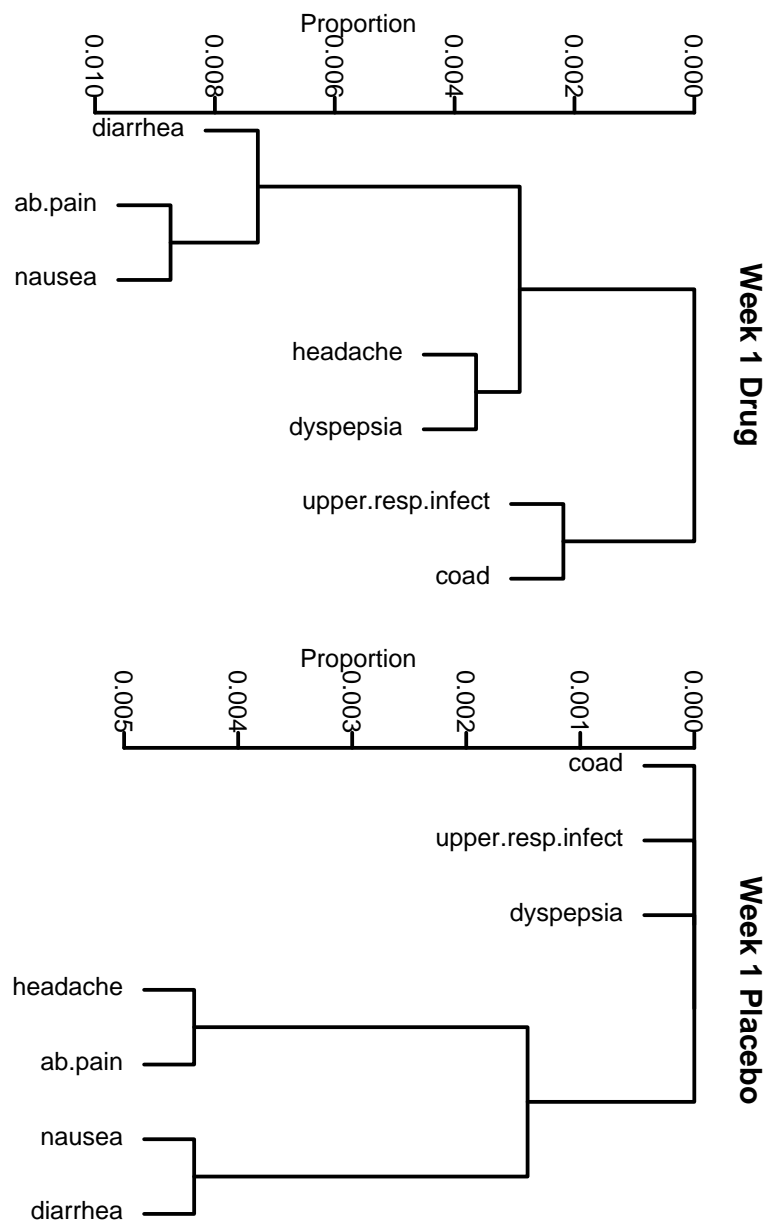 Week 1 Drug
Proportion
0.010
0.008
0.006
0.004
0.002
0.000
diarrhea
ab.pain
nausea
headache
dyspepsia
upper.resp.infect
coad
Week 1 Placebo
Proportion
0.005
0.004
0.003
0.002
0.001
0.000
coad
upper.resp.infect
dyspepsia
headache
ab.pain
nausea
diarrhea